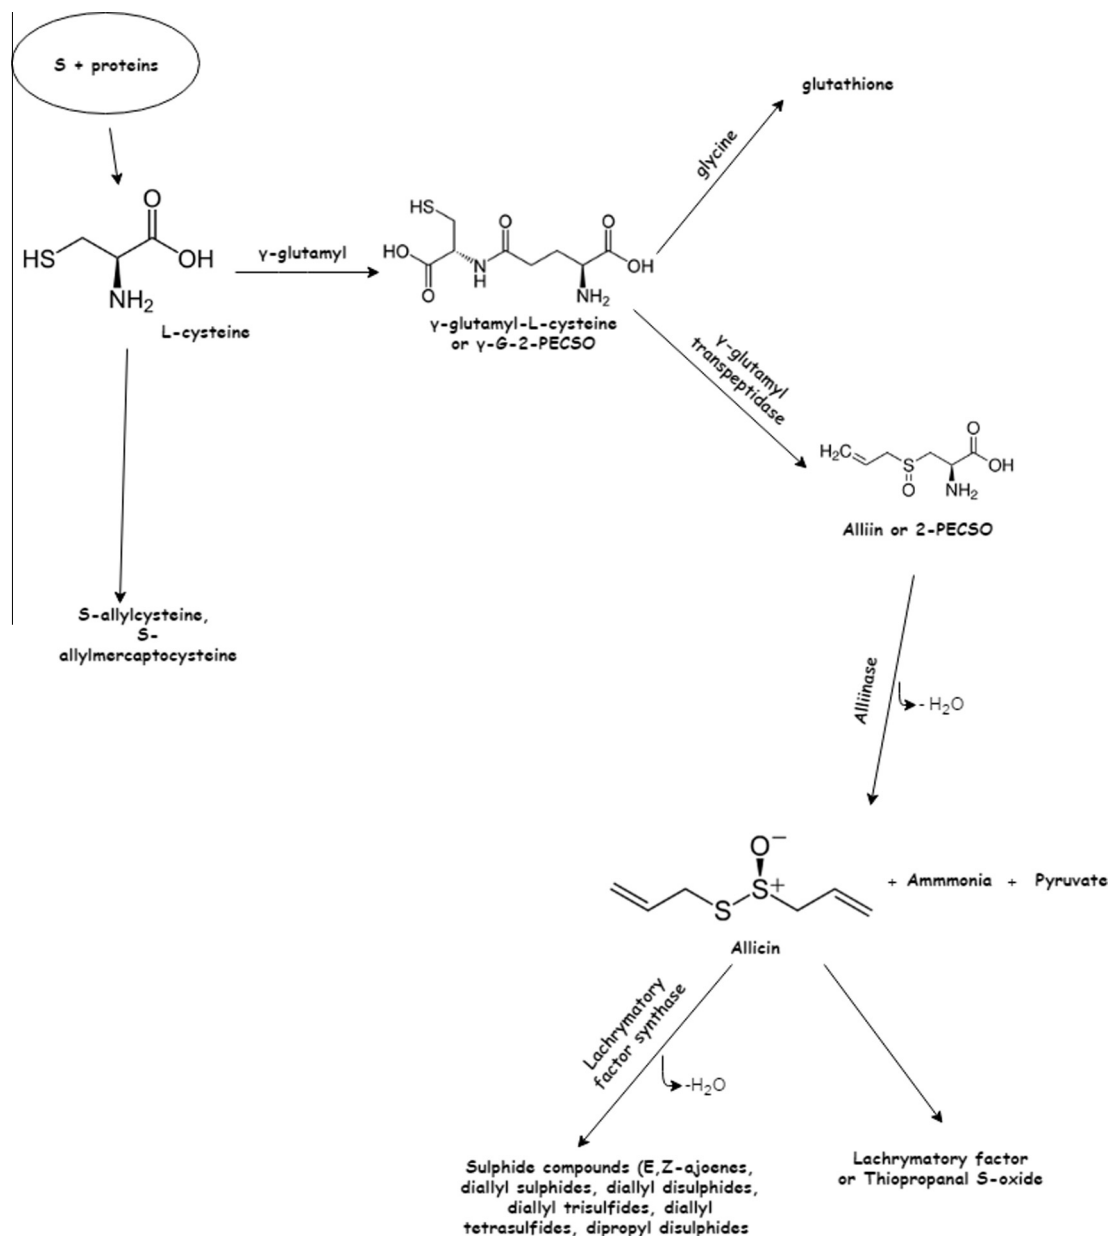 S + proteins
glutathione
glycine
O
HS
OH
NH2
L-cysteine
γ-glutamyl
HS
O
O
HO
OH
O
N
H
NH2
γ-glutamyl-L-cysteine
or γ-G-2-PECSO
γ-glutamyl
transpeptidase
O
H2C
S
OH
O
NH2
Alliin or 2-PECSO
S-allylcysteine,
S-
allylmercaptocysteine
Alliinase
- H2O
O−
S+
S
+ Ammmonia + Pyruvate
Allicin
Lachrymatory
factor synthase
-H2O
Sulphide compounds (E,Z-ajoenes,
diallyl sulphides, diallyl disulphides,
diallyl trisulfides, diallyl
tetrasulfides, dipropyl disulphides
Lachrymatory factor
or Thiopropanal S-oxide